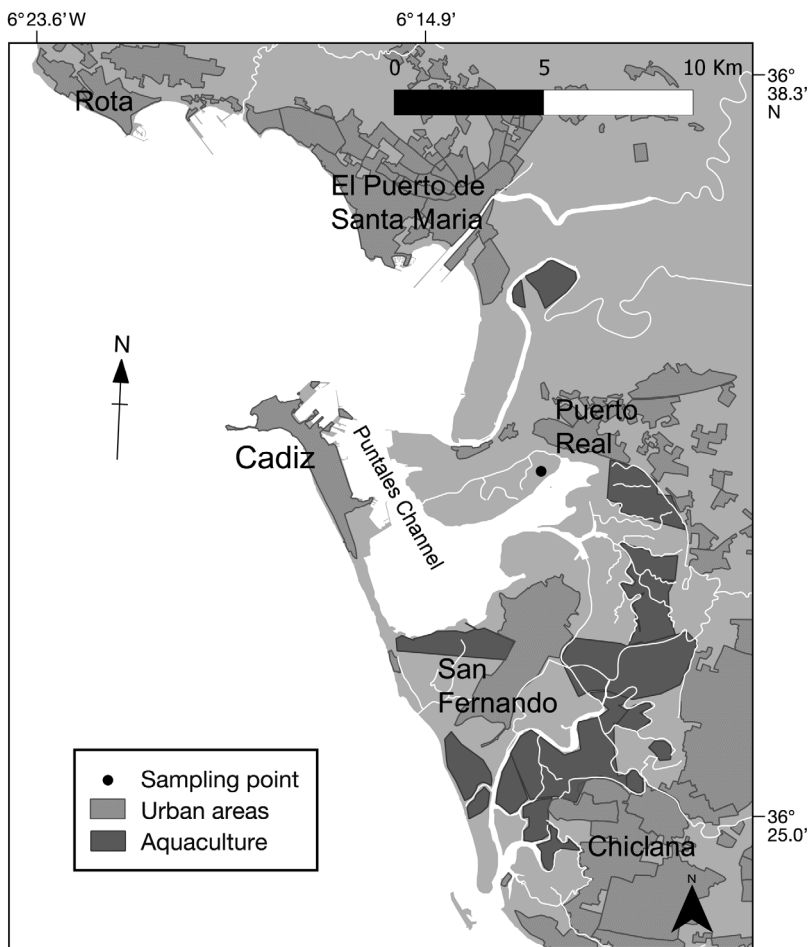 6°23.6'W
6°14.9'
0 5 10 Km
36°
38.3'
N
Rota
El Puerto de
Santa Maria
N
Puerto
Real
Cadiz
Puntales Channel
San
Fernando
Sampling point
Urban areas
Aquaculture
36°
25.0'
Chiclana
N